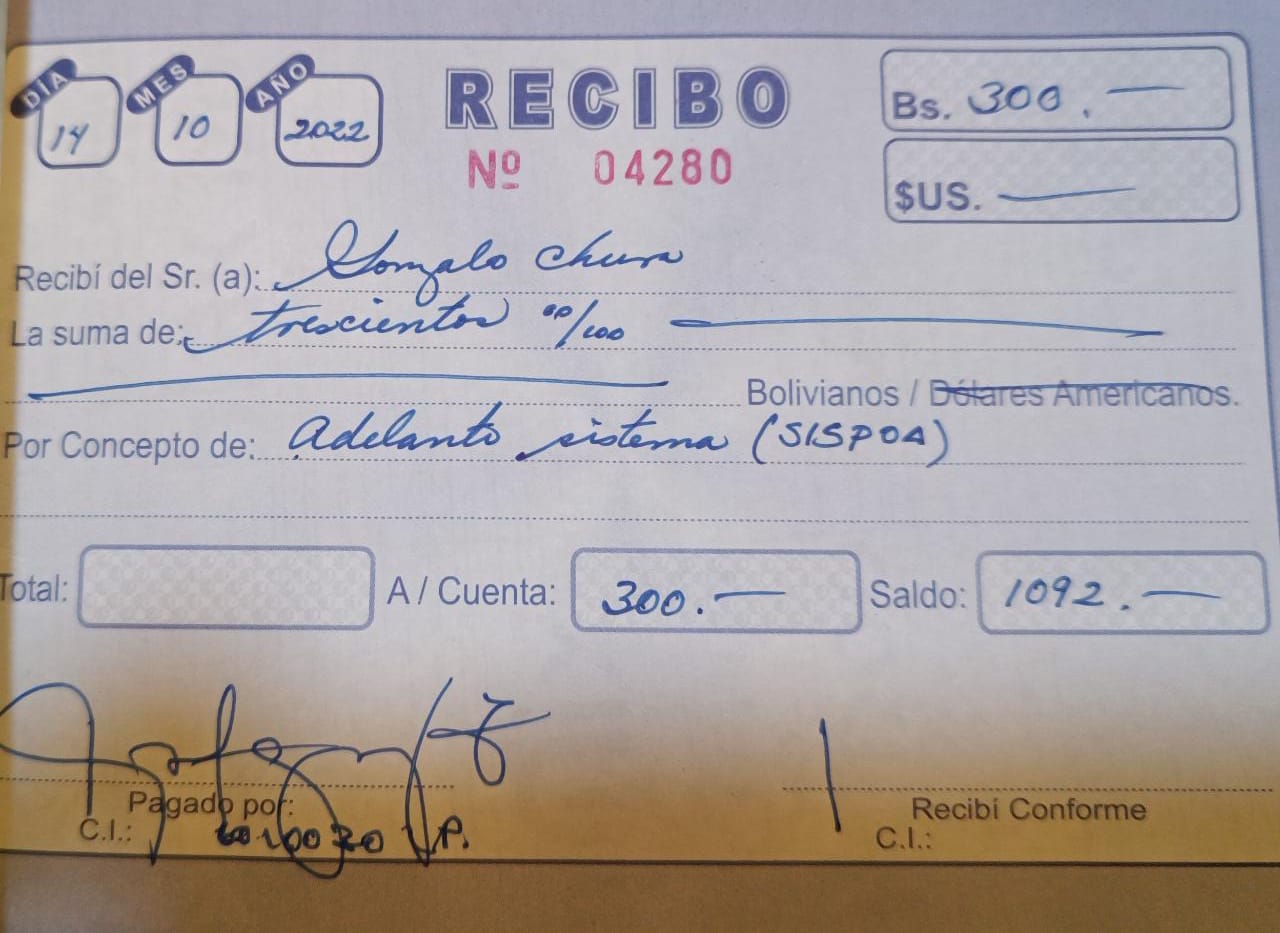 DÍA 14 MES 10 AÑO 2022
RECIBO
Nº 04280
Bs. 300.—
$US. —
Recibí del Sr. (a): Gonzalo Chura
La suma de: trescientos 00/100
Bolivianos / Dólares Americanos.
Por Concepto de: Adelanto sistema (SISPOA)
Total: A / Cuenta: 300.— Saldo: 1092.—
Pagado por: Recibí Conforme
C.I.: C.I.: